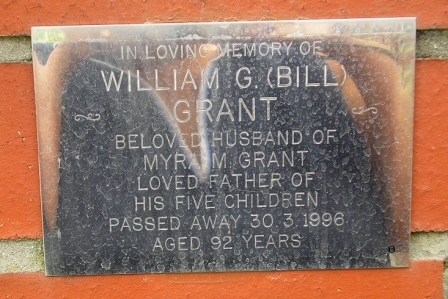 IN LOVING MEMORY OF
WILLIAM G. (BILL)
GRANT
BELOVED HUSBAND OF
MYRA M. GRANT
LOVED FATHER OF
HIS FIVE CHILDREN
PASSED AWAY 30.3.1996
AGED 92 YEARS